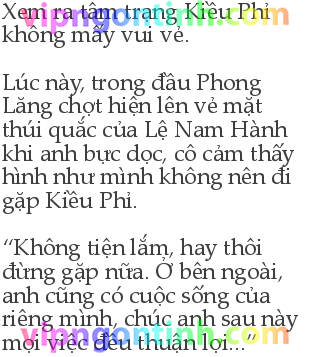 Xem ra tâm trạng Kiều Phi
không mấy vui vẻ.
Lúc này, trong đầu Phong
Lăng chợt hiện lên vẻ mặt
thúi quắc của Lệ Nam Hành
khi anh bực dọc, cô cảm thấy
hình như mình không nên đi
gặp Kiều Phỉ.
“Không tiện lắm, hay thôi
đừng gặp nữa. Ở bên ngoài,
anh cũng có cuộc sống của
riêng mình, chúc anh sau này
mọi việc đều thuận lợi...”
vipngontinh.com
vipngontinh.com